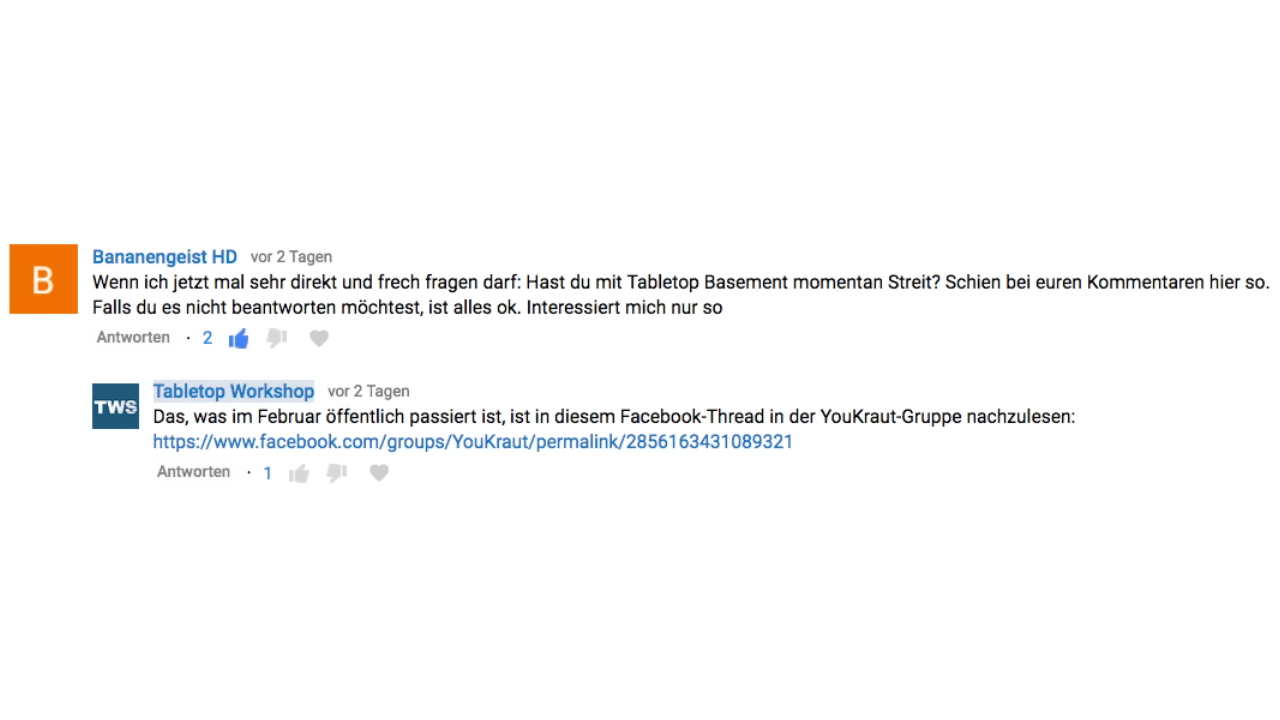 B
Bananengeist HD vor 2 Tagen
Wenn ich jetzt mal sehr direkt und frech fragen darf: Hast du mit Tabletop Basement momentan Streit? Schien bei euren Kommentaren hier so.
Falls du es nicht beantworten möchtest, ist alles ok. Interessiert mich nur so
Antworten · 2
TWS
Tabletop Workshop vor 2 Tagen
Das, was im Februar öffentlich passiert ist, ist in diesem Facebook-Thread in der YouKraut-Gruppe nachzulesen:
https://www.facebook.com/groups/YouKraut/permalink/2856163431089321
Antworten · 1